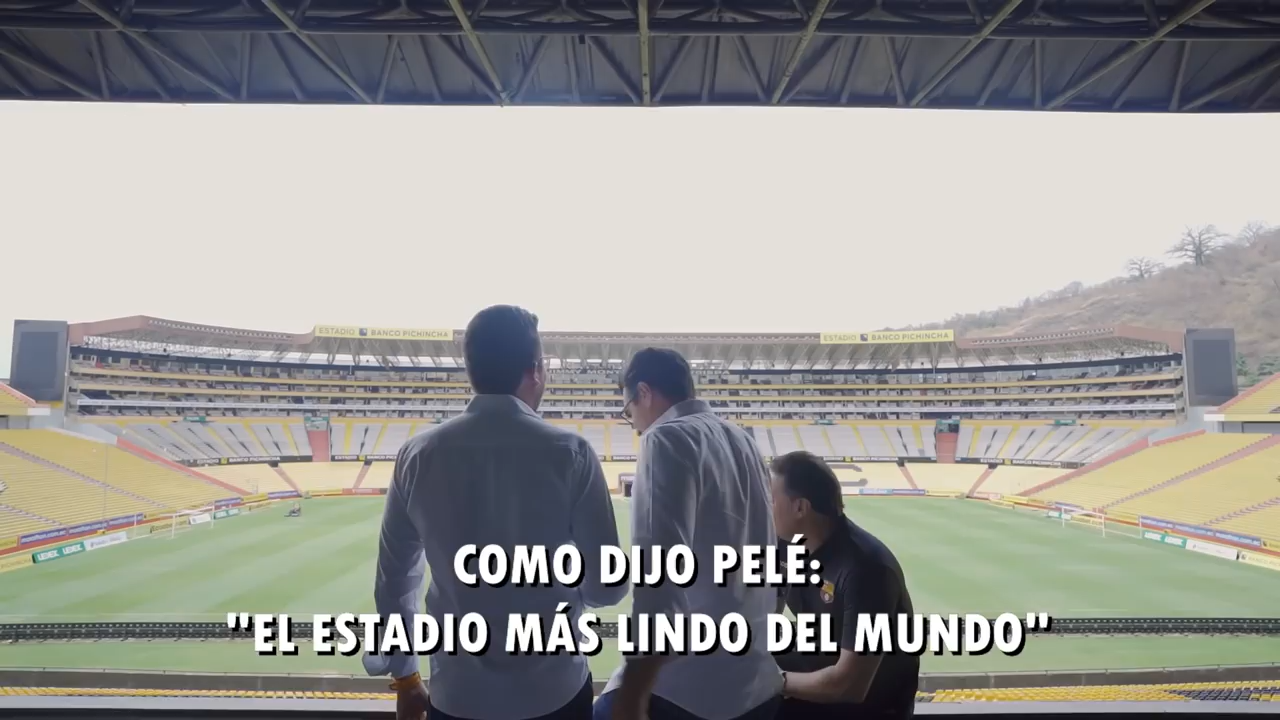 ESTADIO BANCO PICHINCHA
ESTADIO BANCO PICHINCHA
COMO DIJO PELÉ:
"EL ESTADIO MÁS LINDO DEL MUNDO"